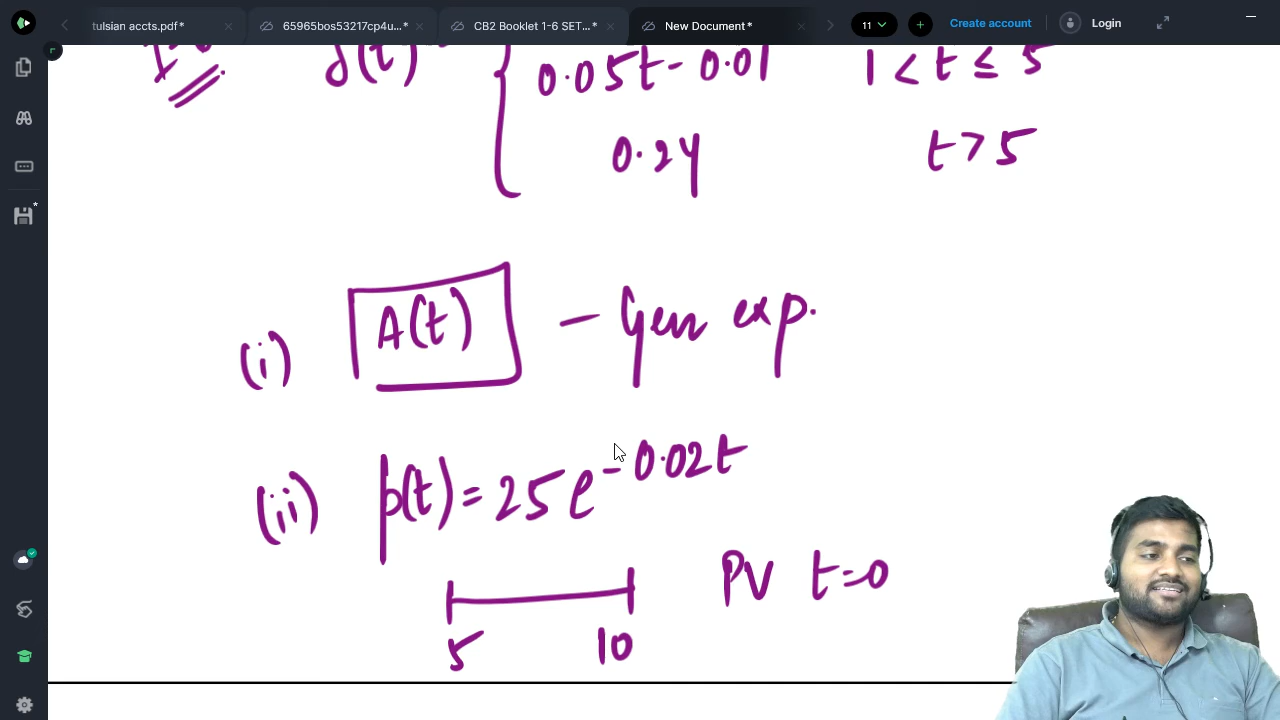 tulsian accts.pdf*
65965bos53217cp4u...*
CB2 Booklet 1-6 SET...*
New Document*
11
Create account
Login
δ(t)
0.05t - 0.01 1 < t ≤ 5
0.24 t > 5
(i) A(t) - Gen exp.
(ii) ρ(t) = 25 e^-0.02t
5 10
PV t=0